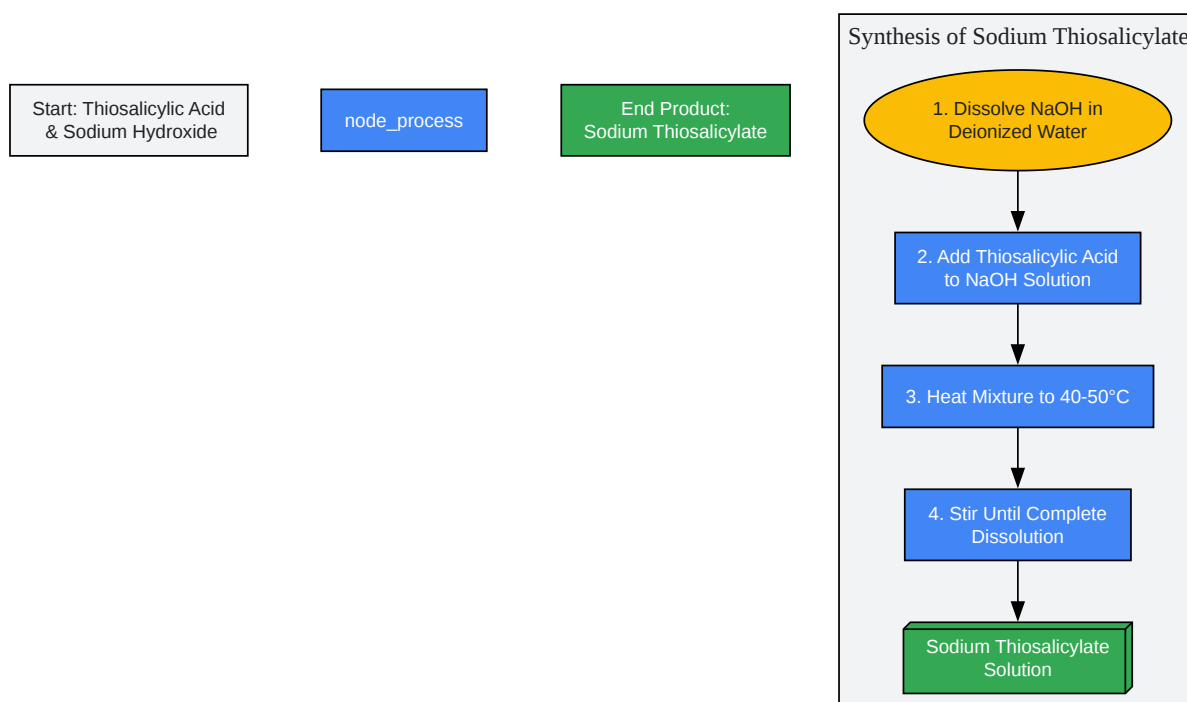 Synthesis of Sodium Thiosalicylate
Start: Thiosalicylic Acid
& Sodium Hydroxide
node_process
End Product:
Sodium Thiosalicylate
1. Dissolve NaOH in
Deionized Water
2. Add Thiosalicylic Acid
to NaOH Solution
3. Heat Mixture to 40-50°C
4. Stir Until Complete
Dissolution
Sodium Thiosalicylate
Solution